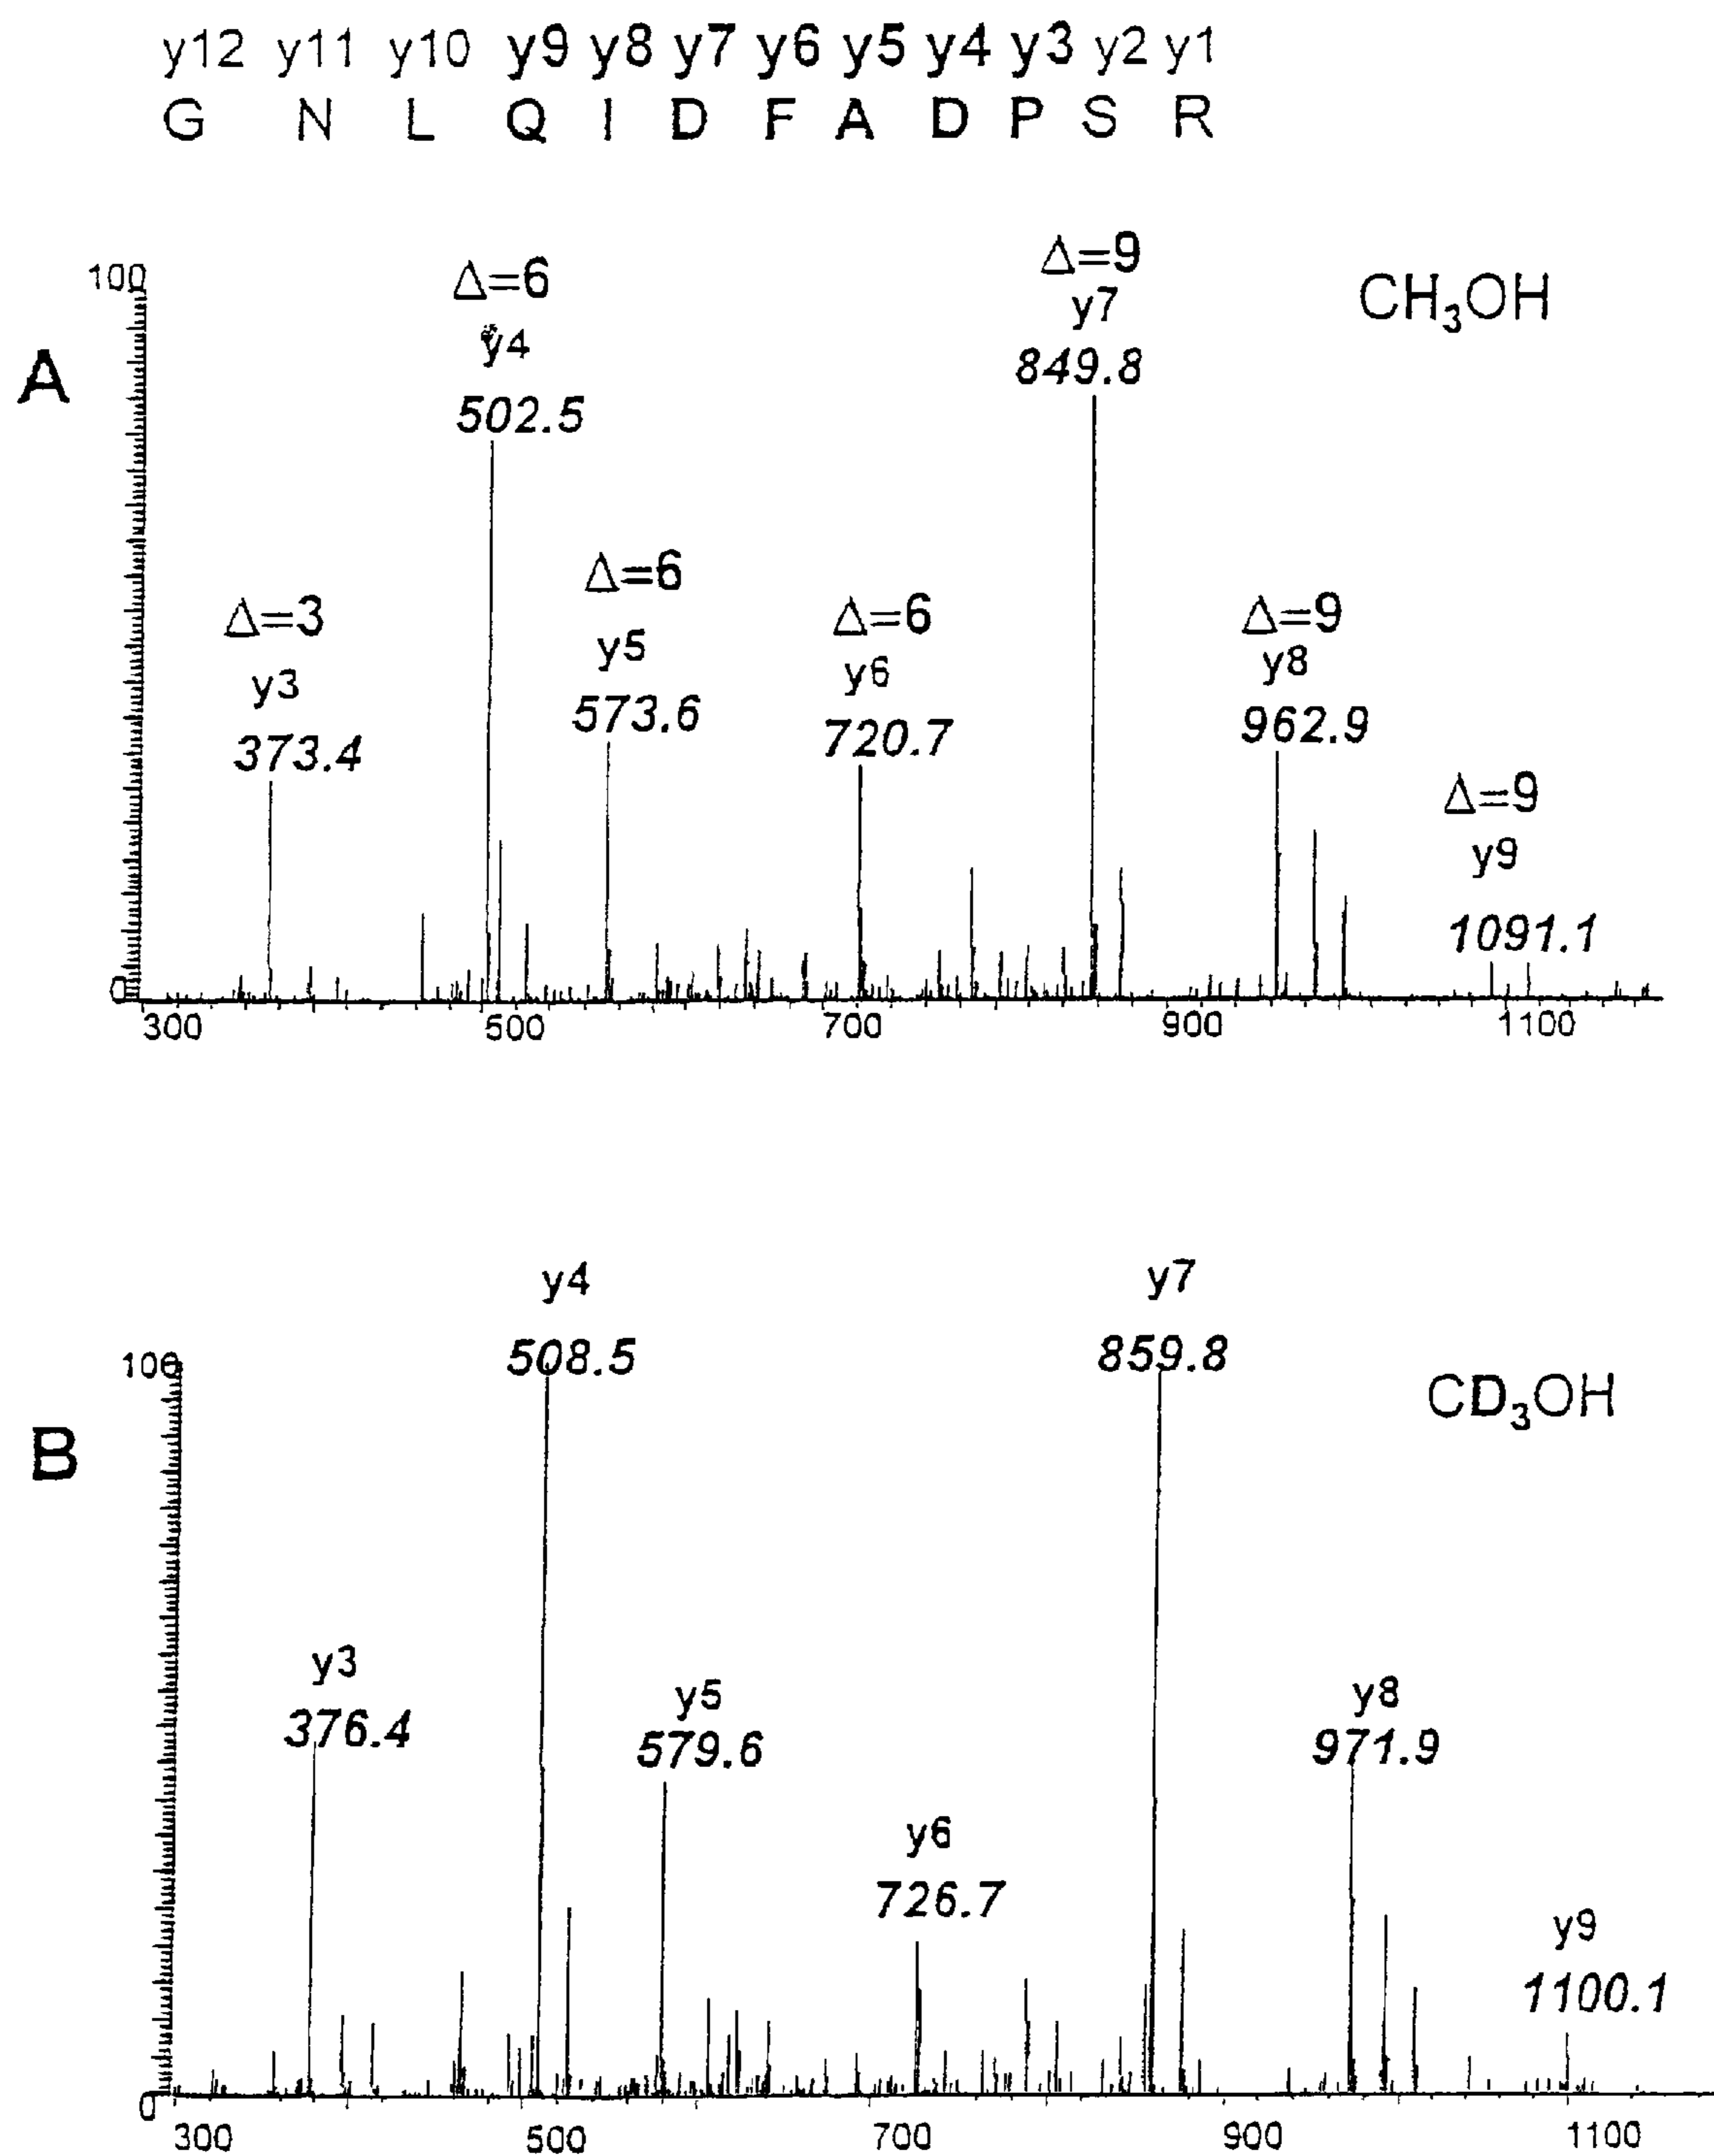 y12 y11 y10 y9 y8 y7 y6 y5 y4 y3 y2 y1
G N L Q I D F A D P S R
A
CH₃OH
100
Δ=6
y4
502.5
Δ=9
y7
849.8
Δ=3
y3
373.4
Δ=6
y5
573.6
Δ=6
y6
720.7
Δ=9
y8
962.9
Δ=9
y9
1091.1
0
300 500 700 900 1100
B
CD₃OH
100
y4
508.5
y7
859.8
y3
376.4
y5
579.6
y6
726.7
y8
971.9
y9
1100.1
0
300 500 700 900 1100